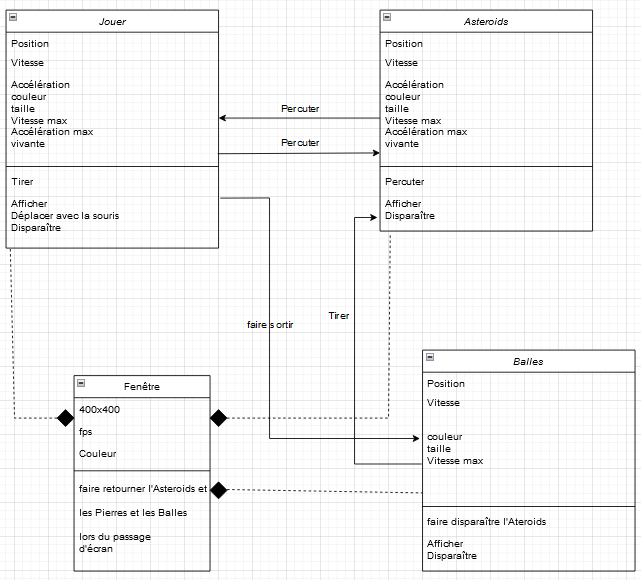 Jouer
Position
Vitesse
Accélération
couleur
taille
Vitesse max
Accélération max
vivante
Tirer
Afficher
Déplacer avec la souris
Disparaître
Percuter
Percuter
Asteroids
Position
Vitesse
Accélération
couleur
taille
Vitesse max
Accélération max
vivante
Percuter
Afficher
Disparaître
faire sortir
Tirer
Fenêtre
400x400
fps
Couleur
faire retourner l'Asteroids et
les Pierres et les Balles
lors du passage
d'écran
Balles
Position
Vitesse
couleur
taille
Vitesse max
faire disparaître l'Ateroids
Afficher
Disparaître